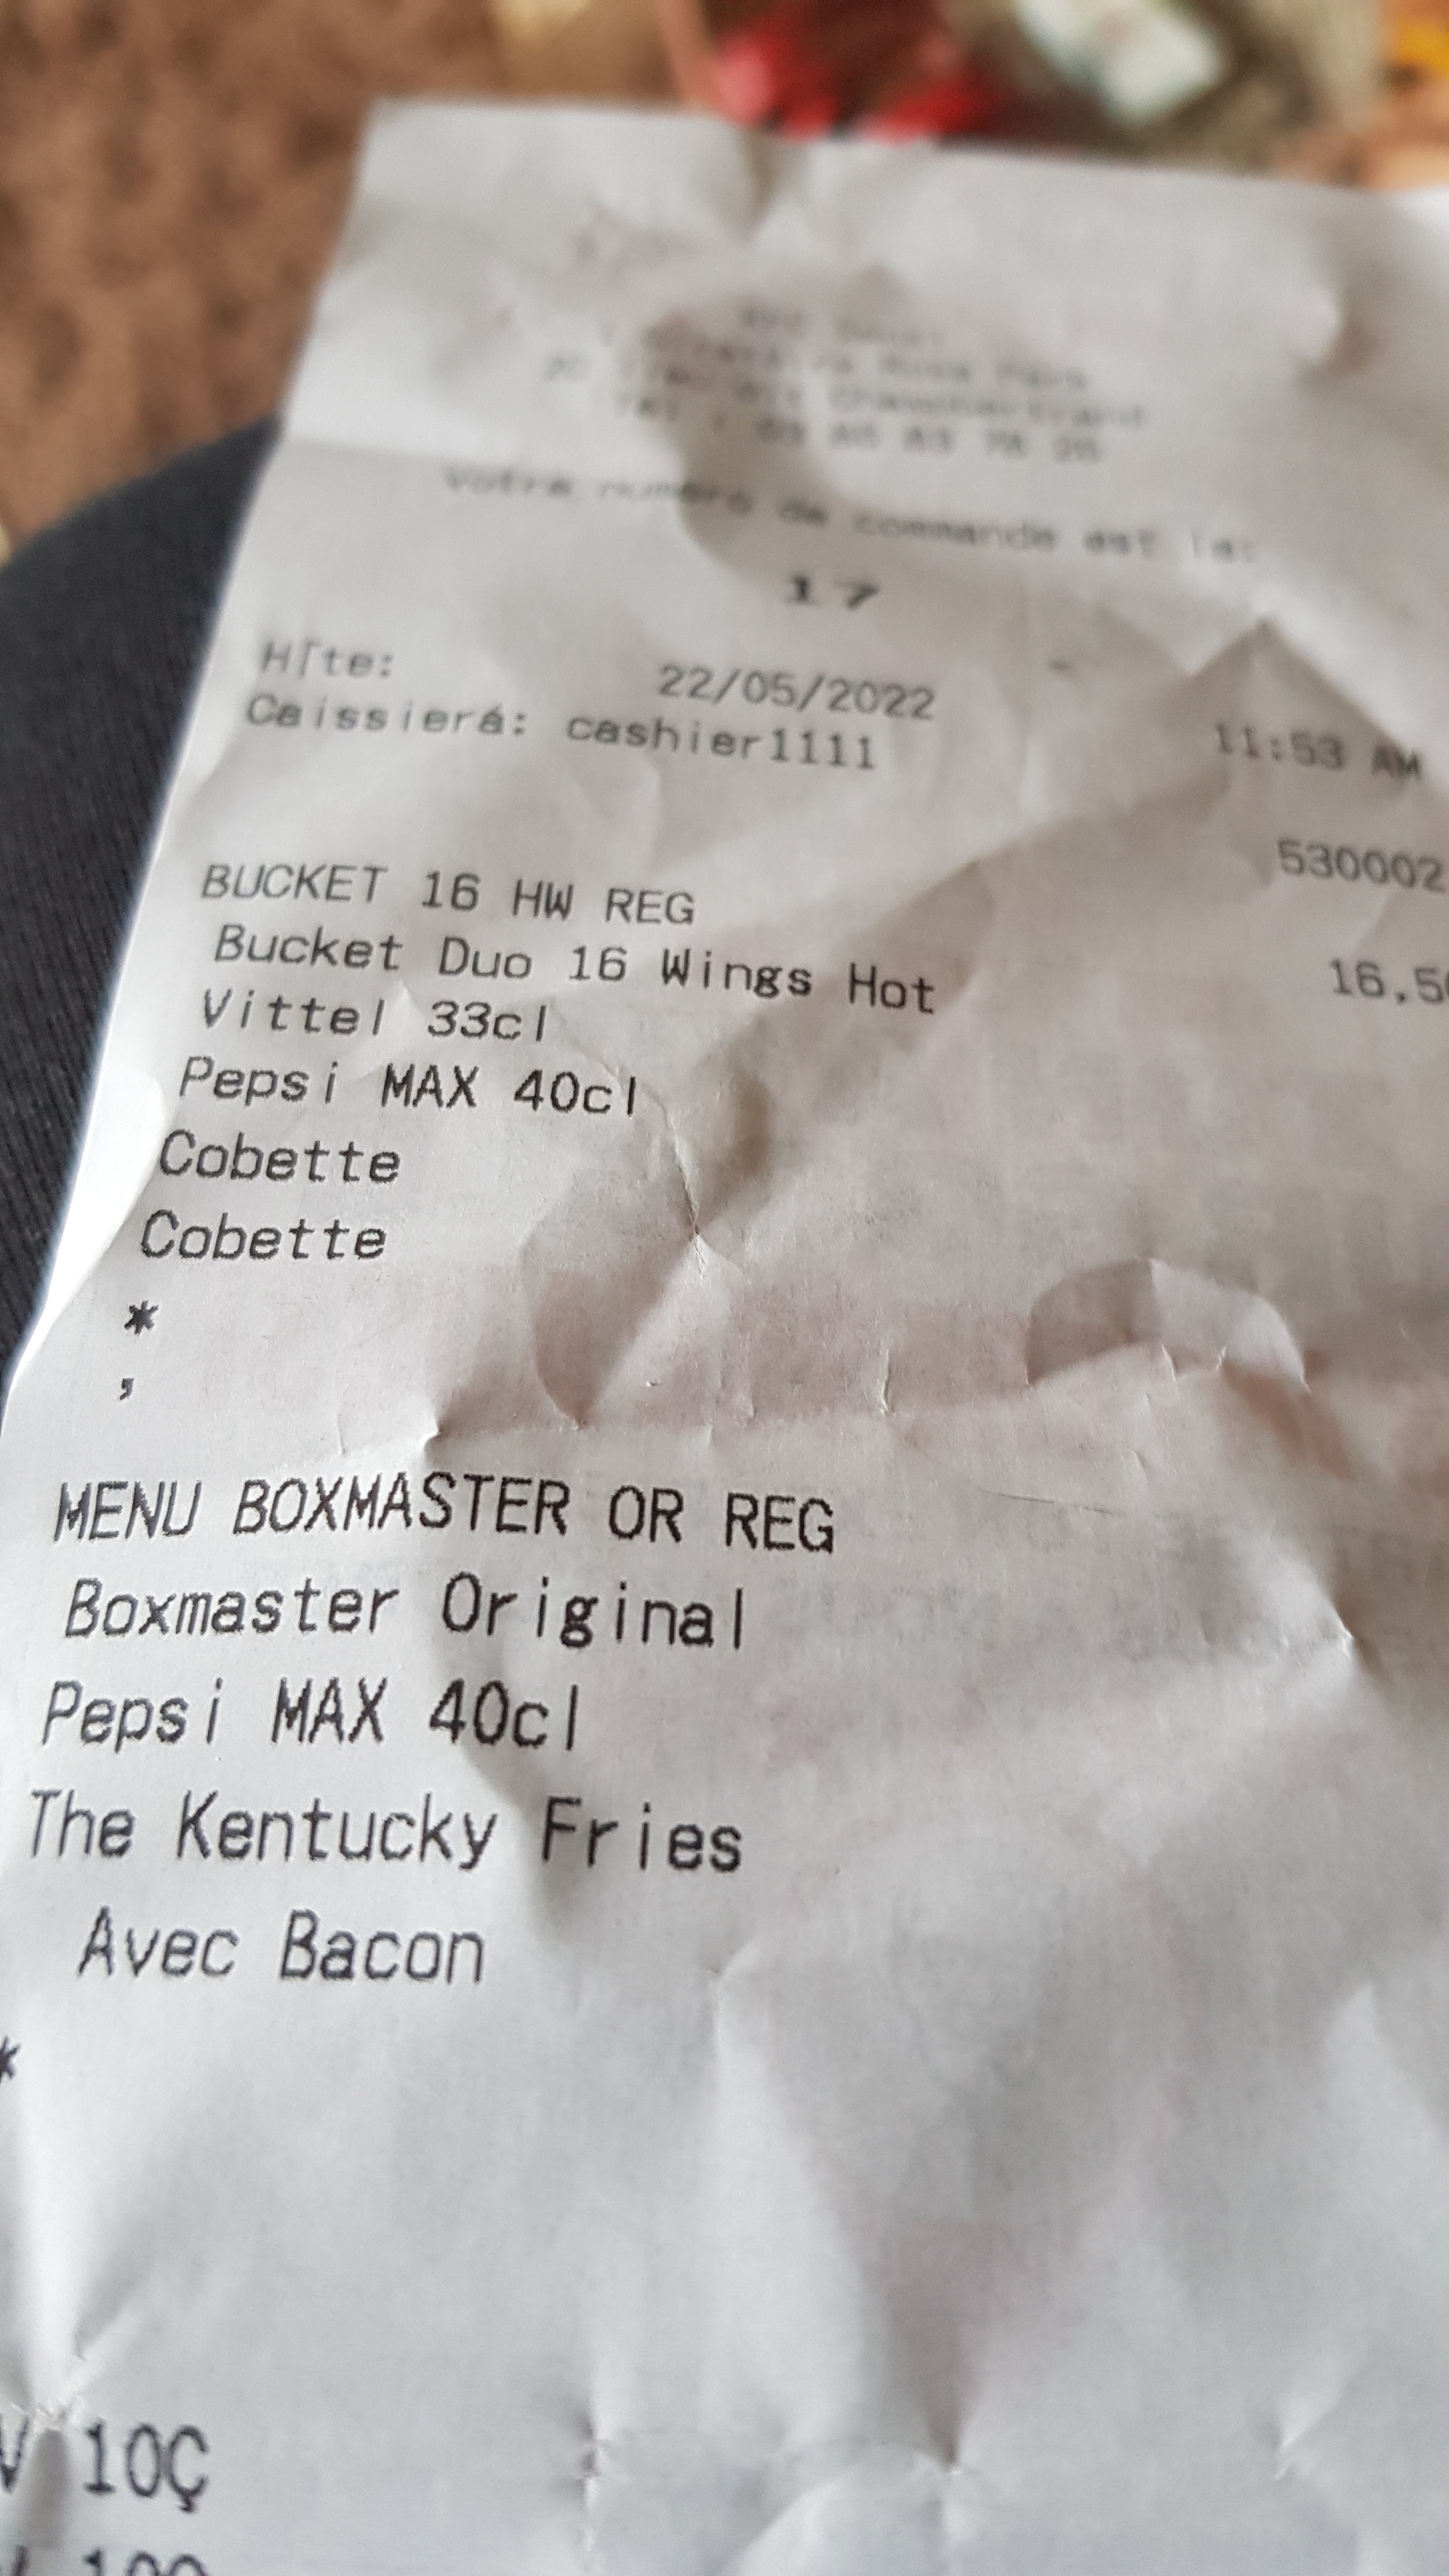 Votre numéro de commande est le:
17
H⌈te: 22/05/2022 11:53 AM
Caissierá: cashier1111
530002
BUCKET 16 HW REG
Bucket Duo 16 Wings Hot 16,50
Vittel 33cl
Pepsi MAX 40cl
Cobette
Cobette
*
,
MENU BOXMASTER OR REG
Boxmaster Original
Pepsi MAX 40cl
The Kentucky Fries
Avec Bacon
*
10Ç